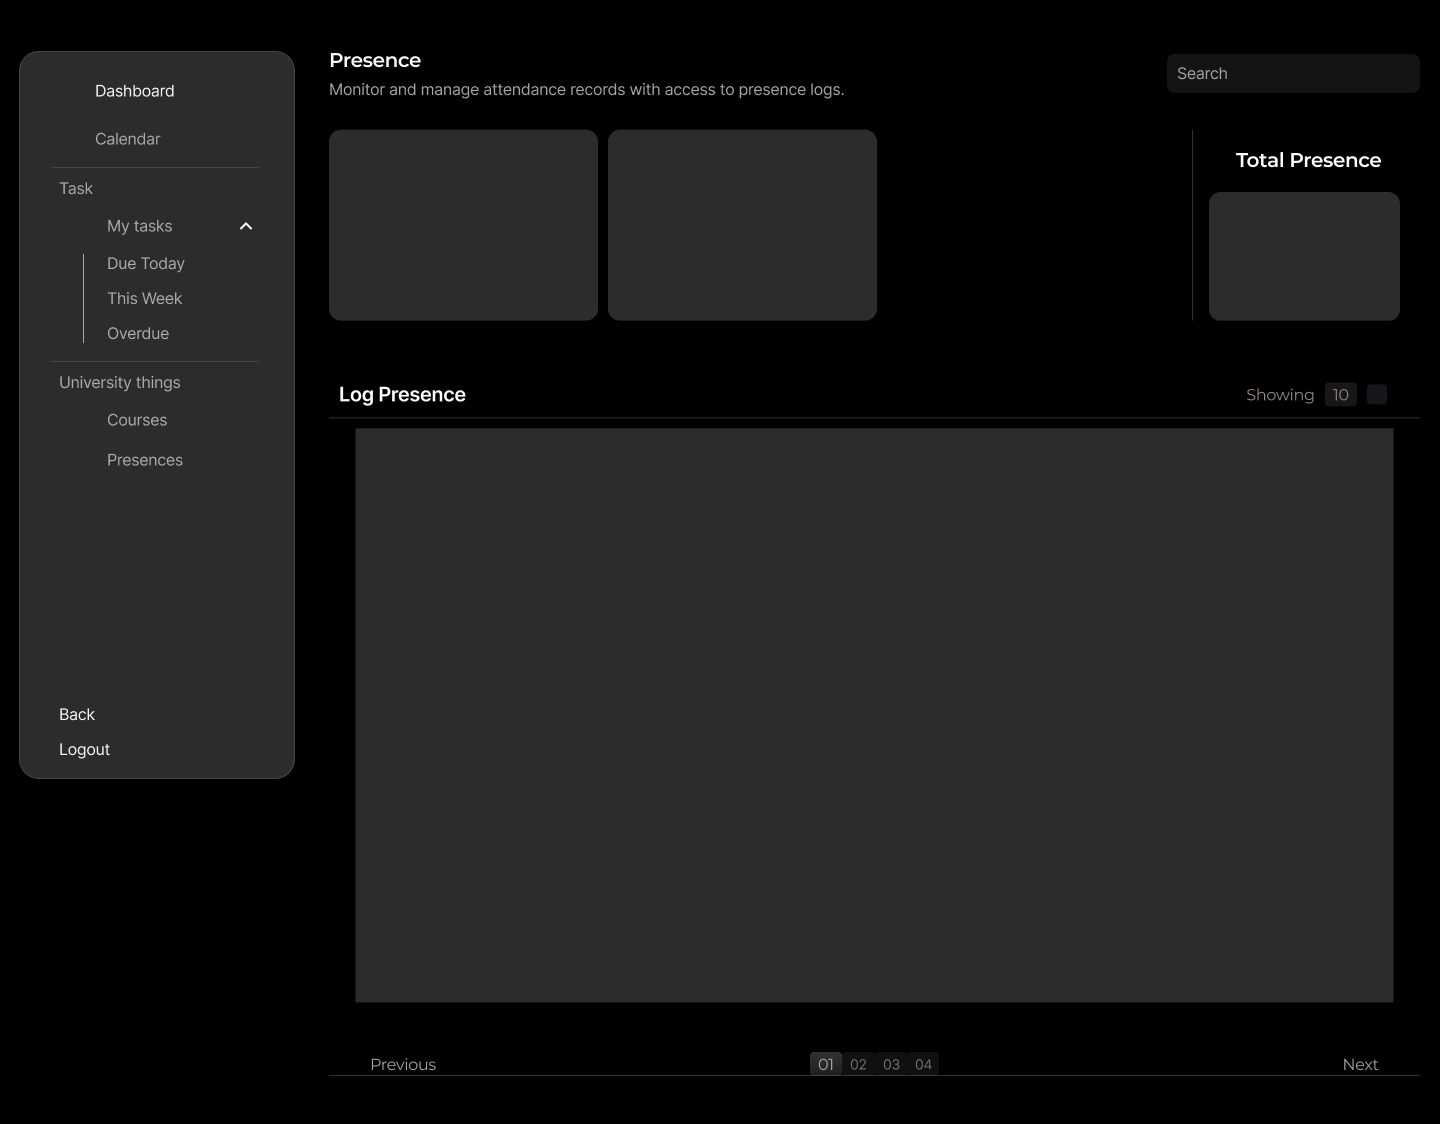 Dashboard
Calendar
Task
My tasks
Due Today
This Week
Overdue
University things
Courses
Presences
Back
Logout
Presence
Monitor and manage attendance records with access to presence logs.
Search
Total Presence
Log Presence
Showing 10
Previous
01 02 03 04
Next